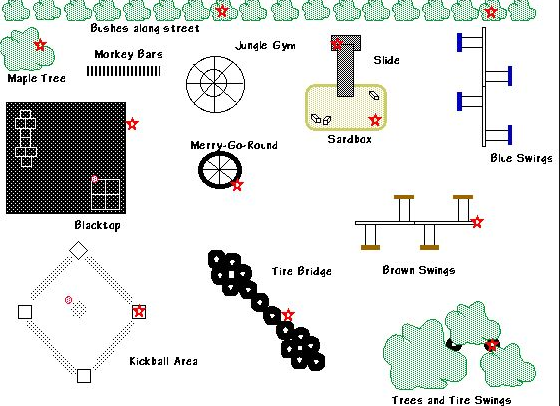 Bushes along street
Monkey Bars
Jungle Gym
Slide
Maple Tree
Sandbox
Merry-Go-Round
Blue Swings
Blacktop
Tire Bridge
Brown Swings
Kickball Area
Trees and Tire Swings